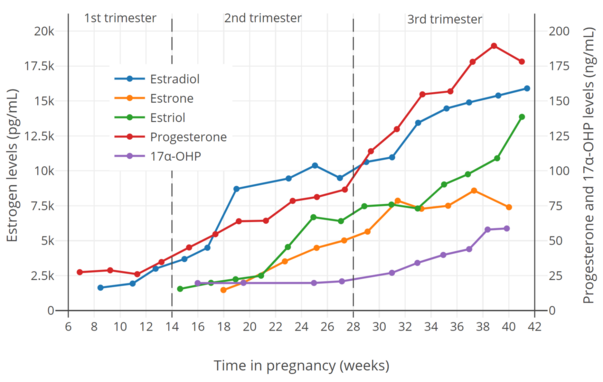 1st trimester 2nd trimester 3rd trimester
20k 200
17.5k 175
15k 150
12.5k 125
10k 100
7.5k 75
5k 50
2.5k 25
0 0
Estradiol
Estrone
Estriol
Progesterone
17α-OHP
Estrogen levels (pg/mL)
Progesterone and 17α-OHP levels (ng/mL)
6 8 10 12 14 16 18 20 22 24 26 28 30 32 34 36 38 40 42
Time in pregnancy (weeks)